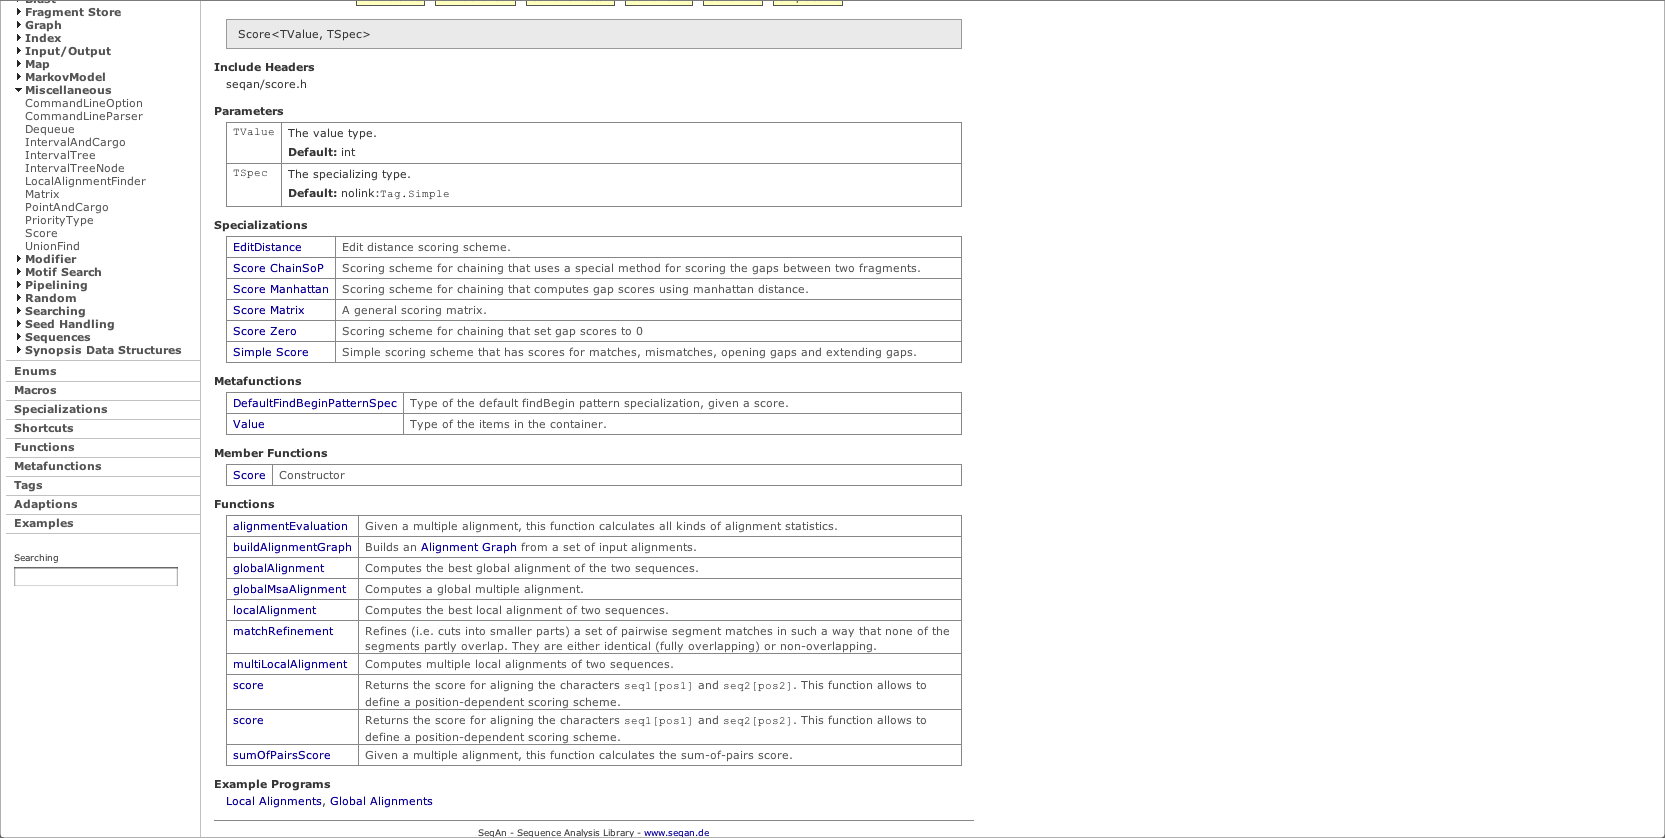 Fragment Store
Graph
Index
Input/Output
Map
MarkovModel
Miscellaneous
CommandLineOption
CommandLineParser
Dequeue
IntervalAndCargo
IntervalTree
IntervalTreeNode
LocalAlignmentFinder
Matrix
PointAndCargo
PriorityType
Score
UnionFind
Modifier
Motif Search
Pipelining
Random
Searching
Seed Handling
Sequences
Synopsis Data Structures
Enums
Macros
Specializations
Shortcuts
Functions
Metafunctions
Tags
Adaptions
Examples
Searching
Score<TValue, TSpec>
Include Headers
seqan/score.h
Parameters
TValue The value type.
Default: int
TSpec The specializing type.
Default: nolink:Tag.Simple
Specializations
EditDistance Edit distance scoring scheme.
Score ChainSoP Scoring scheme for chaining that uses a special method for scoring the gaps between two fragments.
Score Manhattan Scoring scheme for chaining that computes gap scores using manhattan distance.
Score Matrix A general scoring matrix.
Score Zero Scoring scheme for chaining that set gap scores to 0
Simple Score Simple scoring scheme that has scores for matches, mismatches, opening gaps and extending gaps.
Metafunctions
DefaultFindBeginPatternSpec Type of the default findBegin pattern specialization, given a score.
Value Type of the items in the container.
Member Functions
Score Constructor
Functions
alignmentEvaluation Given a multiple alignment, this function calculates all kinds of alignment statistics.
buildAlignmentGraph Builds an Alignment Graph from a set of input alignments.
globalAlignment Computes the best global alignment of the two sequences.
globalMsaAlignment Computes a global multiple alignment.
localAlignment Computes the best local alignment of two sequences.
matchRefinement Refines (i.e. cuts into smaller parts) a set of pairwise segment matches in such a way that none of the
segments partly overlap. They are either identical (fully overlapping) or non-overlapping.
multiLocalAlignment Computes multiple local alignments of two sequences.
score Returns the score for aligning the characters seq1[pos1] and seq2[pos2]. This function allows to
define a position-dependent scoring scheme.
score Returns the score for aligning the characters seq1[pos1] and seq2[pos2]. This function allows to
define a position-dependent scoring scheme.
sumOfPairsScore Given a multiple alignment, this function calculates the sum-of-pairs score.
Example Programs
Local Alignments, Global Alignments
SeqAn - Sequence Analysis Library - www.seqan.de